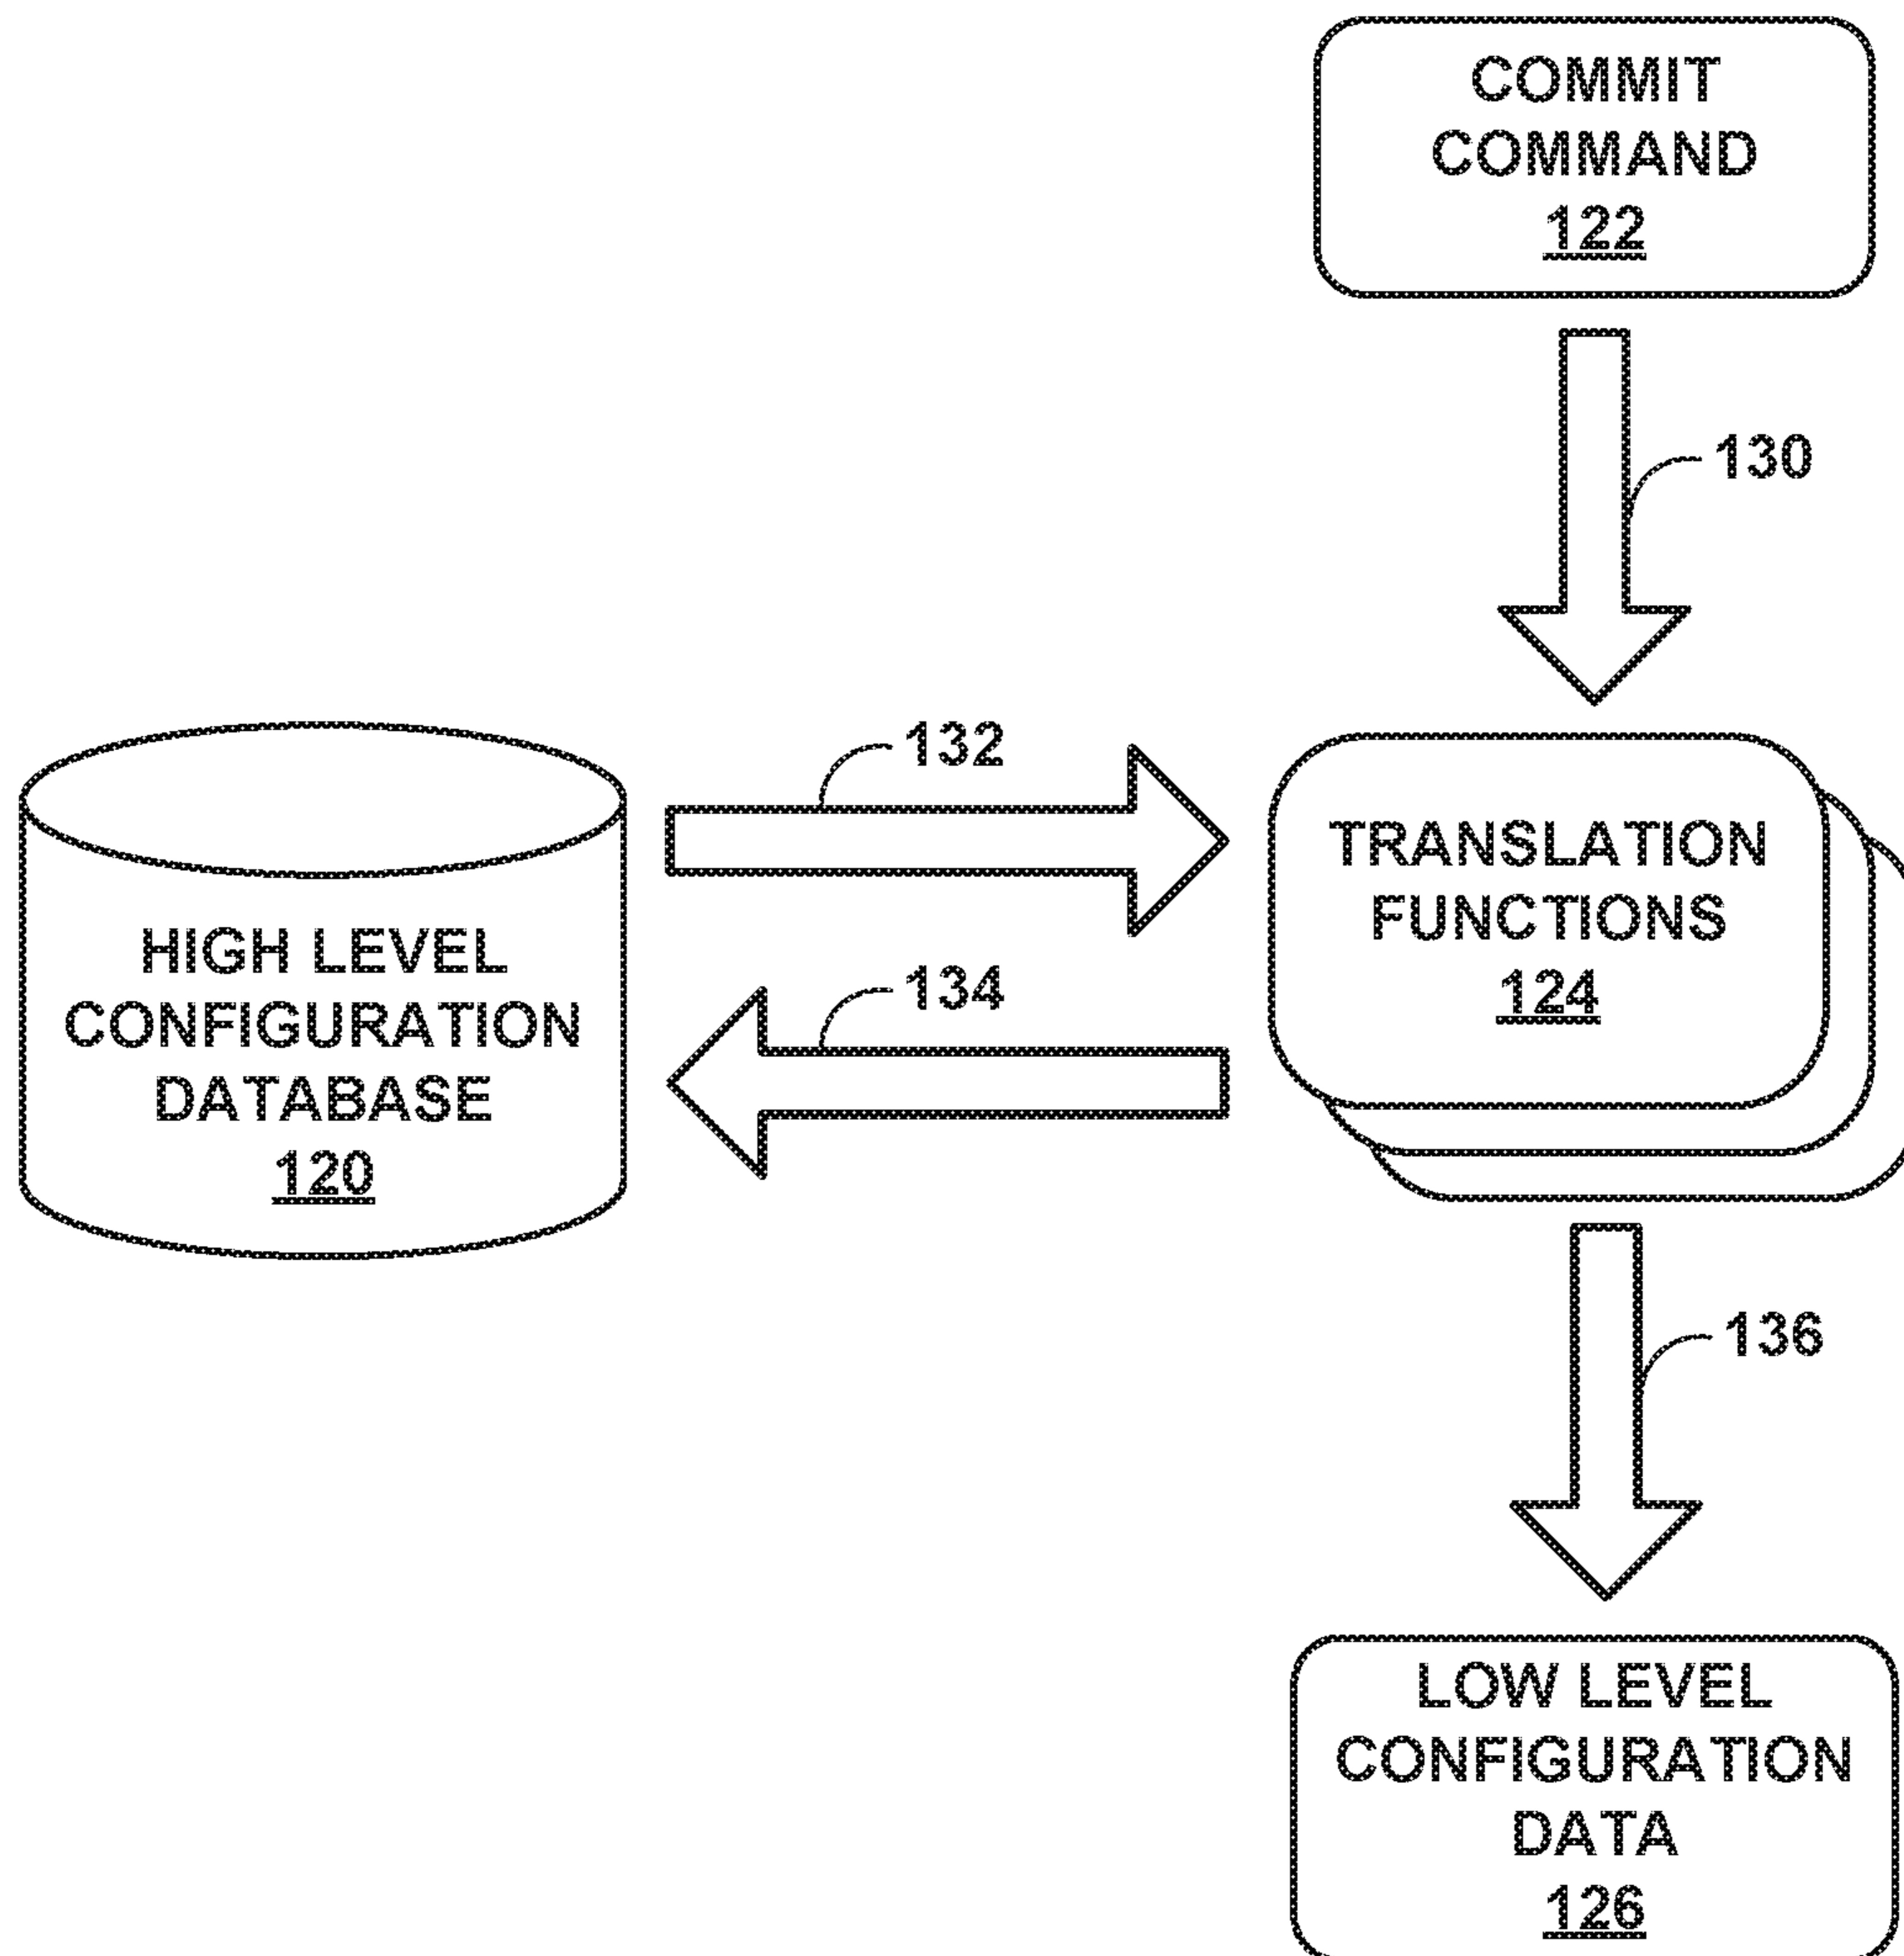 COMMIT
COMMAND
122
130
132
HIGH LEVEL
CONFIGURATION
DATABASE
120
134
TRANSLATION
FUNCTIONS
124
136
LOW LEVEL
CONFIGURATION
DATA
126